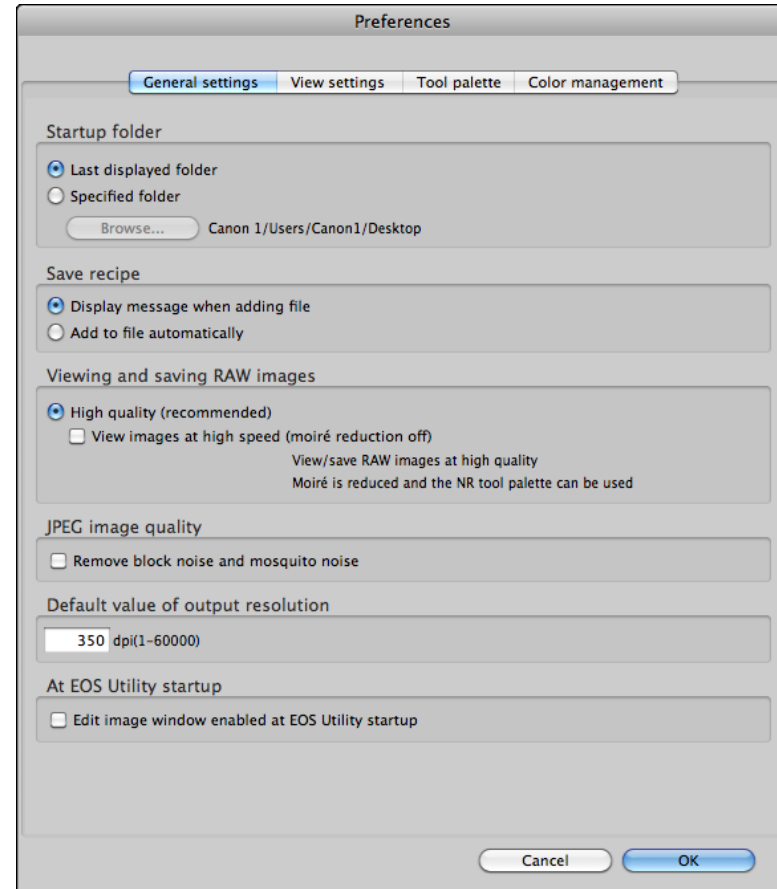 Preferences
General settings View settings Tool palette Color management
Startup folder
Last displayed folder
Specified folder
Browse... Canon 1/Users/Canon1/Desktop
Save recipe
Display message when adding file
Add to file automatically
Viewing and saving RAW images
High quality (recommended)
View images at high speed (moiré reduction off)
View/save RAW images at high quality
Moiré is reduced and the NR tool palette can be used
JPEG image quality
Remove block noise and mosquito noise
Default value of output resolution
350 dpi(1-60000)
At EOS Utility startup
Edit image window enabled at EOS Utility startup
Cancel OK